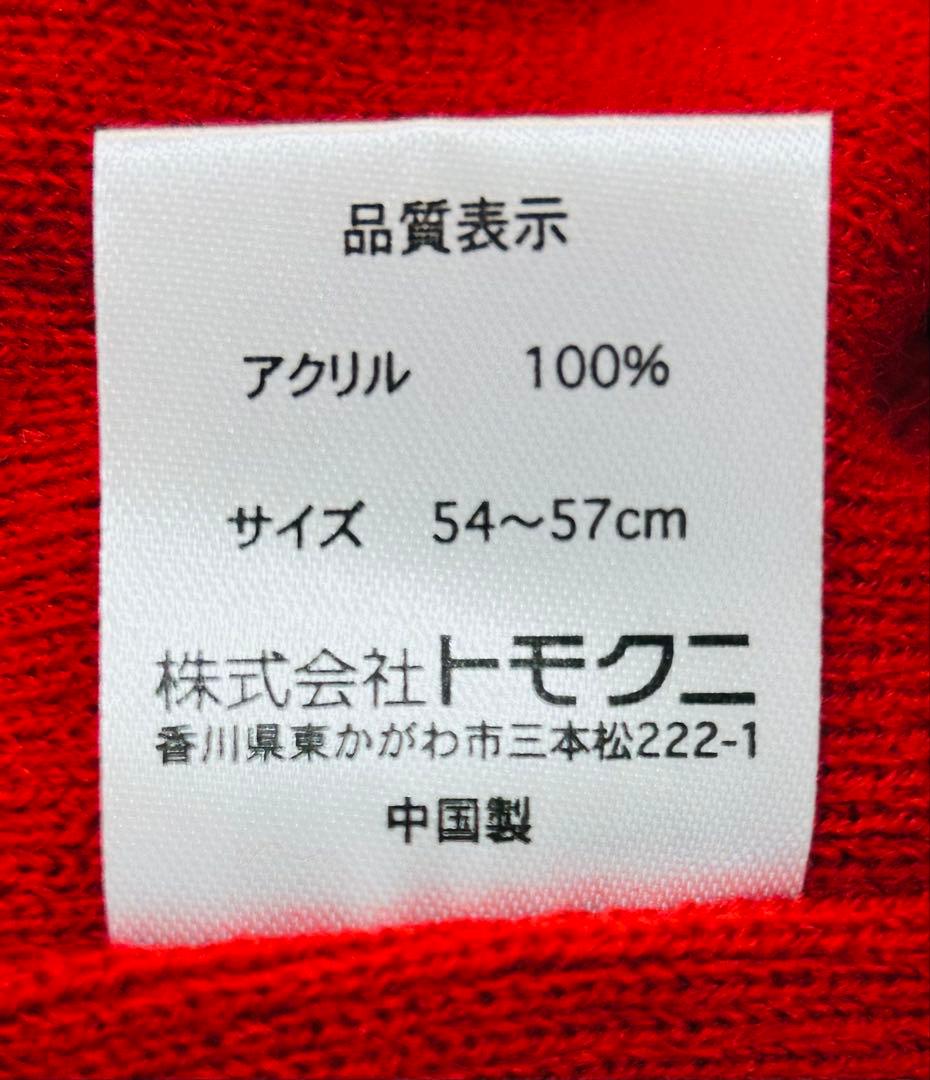 品質表示
アクリル 100%
サイズ 54～57cm
株式会社トモクニ
香川県東かがわ市三本松222-1
中国製